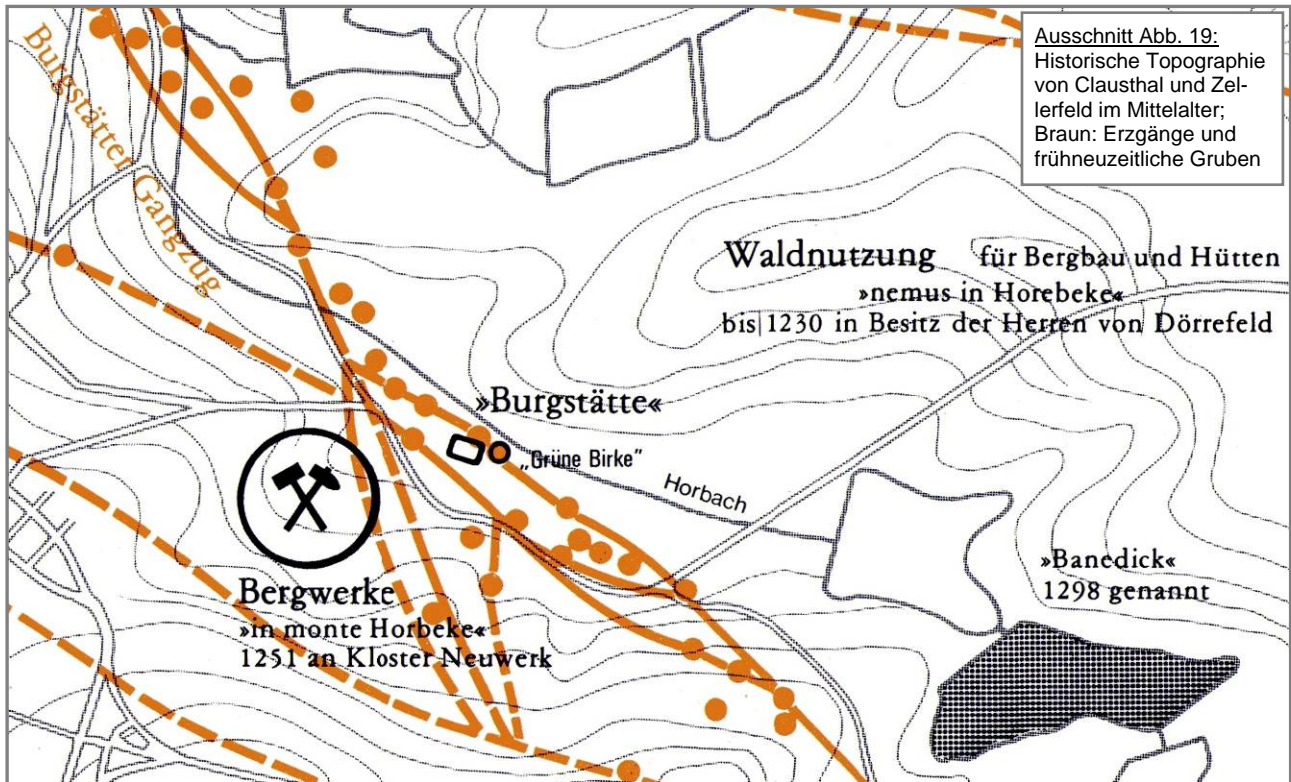 Ausschnitt Abb. 19:
Historische Topographie
von Clausthal und Zel-
lerfeld im Mittelalter;
Braun: Erzgänge und
frühneuzeitliche Gruben
Burgstätter Gangzug
Waldnutzung für Bergbau und Hütten
»nemus in Horebeke«
bis 1230 in Besitz der Herren von Dörrefeld
»Burgstätte«
„Grüne Birke"
Horbach
»Banedick«
1298 genannt
Bergwerke
»in monte Horbeke«
1251 an Kloster Neuwerk